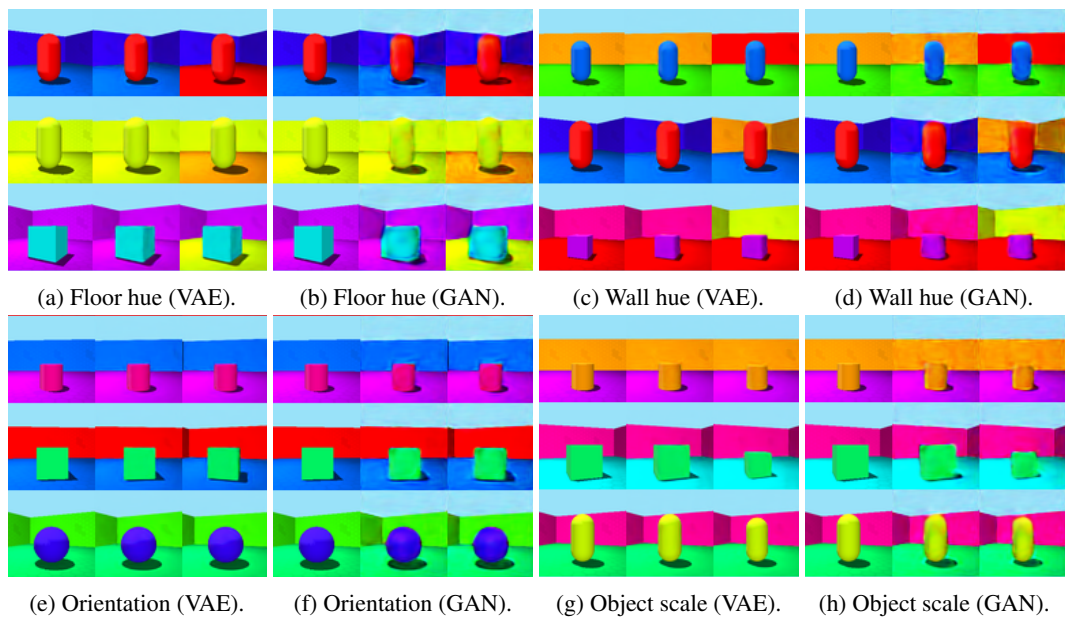 (a) Floor hue (VAE).
(b) Floor hue (GAN).
(c) Wall hue (VAE).
(d) Wall hue (GAN).
(e) Orientation (VAE).
(f) Orientation (GAN).
(g) Object scale (VAE).
(h) Object scale (GAN).